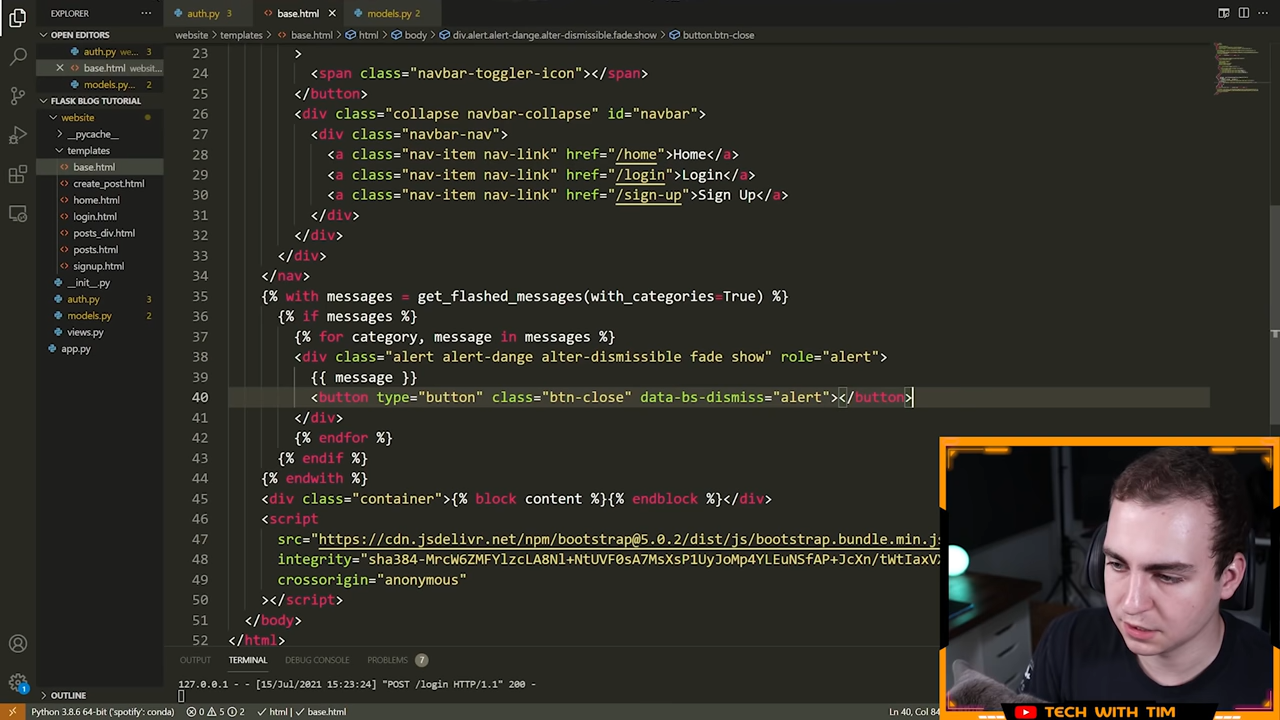 EXPLORER
OPEN EDITORS
auth.py we... 3
base.html websit...
models.py... 2
FLASK BLOG TUTORIAL
website
__pycache__
templates
base.html
create_post.html
home.html
login.html
posts_div.html
posts.html
signup.html
__init__.py
auth.py 3
models.py 2
views.py
app.py
OUTLINE
auth.py 3
base.html
models.py 2
website > templates > base.html > html > body > div.alert.alert-dange.alter-dismissible.fade.show > button.btn-close
23 >
24 <span class="navbar-toggler-icon"></span>
25 </button>
26 <div class="collapse navbar-collapse" id="navbar">
27 <div class="navbar-nav">
28 <a class="nav-item nav-link" href="/home">Home</a>
29 <a class="nav-item nav-link" href="/login">Login</a>
30 <a class="nav-item nav-link" href="/sign-up">Sign Up</a>
31 </div>
32 </div>
33 </div>
34 </nav>
35 {% with messages = get_flashed_messages(with_categories=True) %}
36 {% if messages %}
37 {% for category, message in messages %}
38 <div class="alert alert-dange alter-dismissible fade show" role="alert">
39 {{ message }}
40 <button type="button" class="btn-close" data-bs-dismiss="alert"></button>
41 </div>
42 {% endfor %}
43 {% endif %}
44 {% endwith %}
45 <div class="container">{% block content %}{% endblock %}</div>
46 <script
47 src="https://cdn.jsdelivr.net/npm/bootstrap@5.0.2/dist/js/bootstrap.bundle.min.js
48 integrity="sha384-MrcW6ZMFYlzcLA8Nl+NtUVF0sA7MsXsP1UyJoMp4YLEuNSfAP+JcXn/tWtIaxVX
49 crossorigin="anonymous"
50 ></script>
51 </body>
52 </html>
OUTPUT TERMINAL DEBUG CONSOLE PROBLEMS 7
127.0.0.1 - - [15/Jul/2021 15:23:24] "POST /login HTTP/1.1" 200 -
1
Python 3.8.6 64-bit ('spotify': conda) 0 5 2 html base.html Ln 40, Col 84
TECH WITH TIM